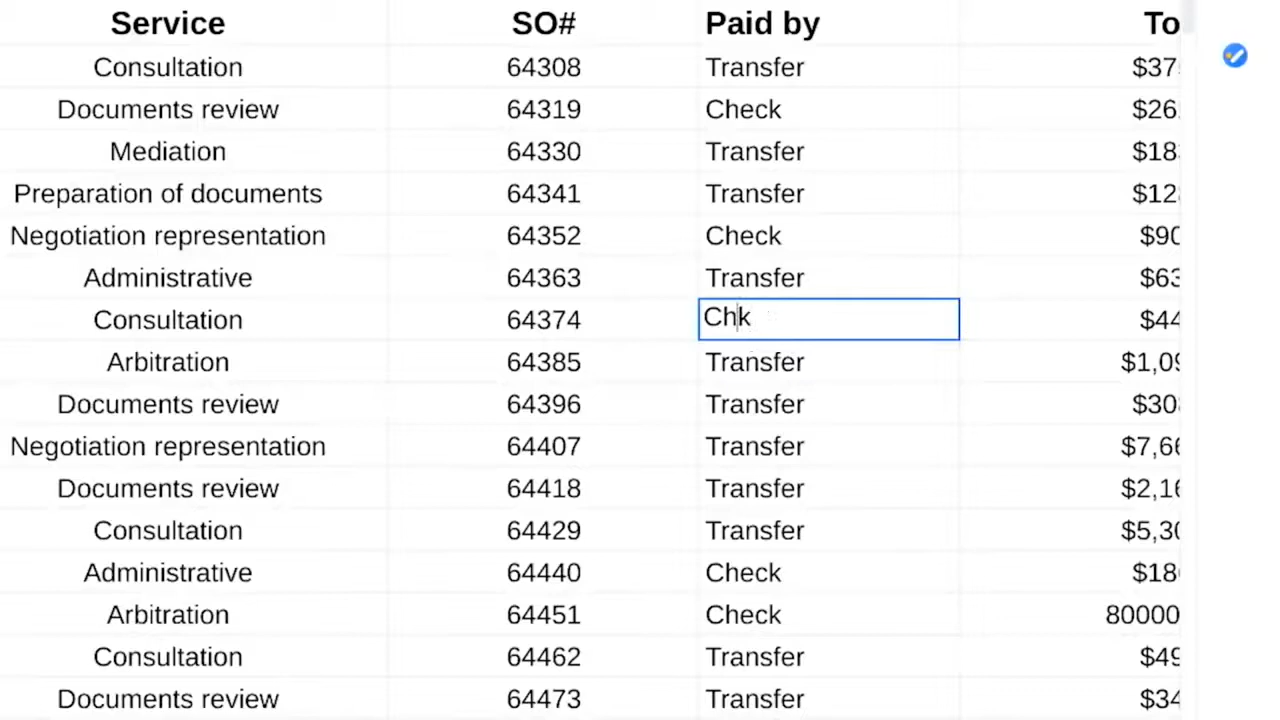 Service SO# Paid by To
Consultation 64308 Transfer $37
Documents review 64319 Check $26
Mediation 64330 Transfer $18
Preparation of documents 64341 Transfer $12
Negotiation representation 64352 Check $90
Administrative 64363 Transfer $63
Consultation 64374 Chk $44
Arbitration 64385 Transfer $1,09
Documents review 64396 Transfer $30
Negotiation representation 64407 Transfer $7,66
Documents review 64418 Transfer $2,16
Consultation 64429 Transfer $5,30
Administrative 64440 Check $18
Arbitration 64451 Check 80000
Consultation 64462 Transfer $49
Documents review 64473 Transfer $34